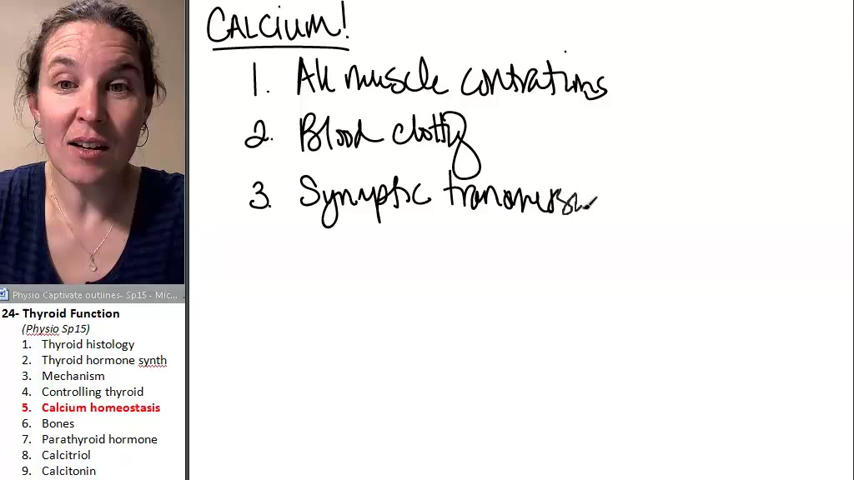 CALCIUM!
1. All muscle contrations
2. Blood clotting
3. Synaptic transmissi
Physio Captivate outlines- Sp15 - Mic...
24- Thyroid Function
(Physio Sp15)
1. Thyroid histology
2. Thyroid hormone synth
3. Mechanism
4. Controlling thyroid
5. Calcium homeostasis
6. Bones
7. Parathyroid hormone
8. Calcitriol
9. Calcitonin